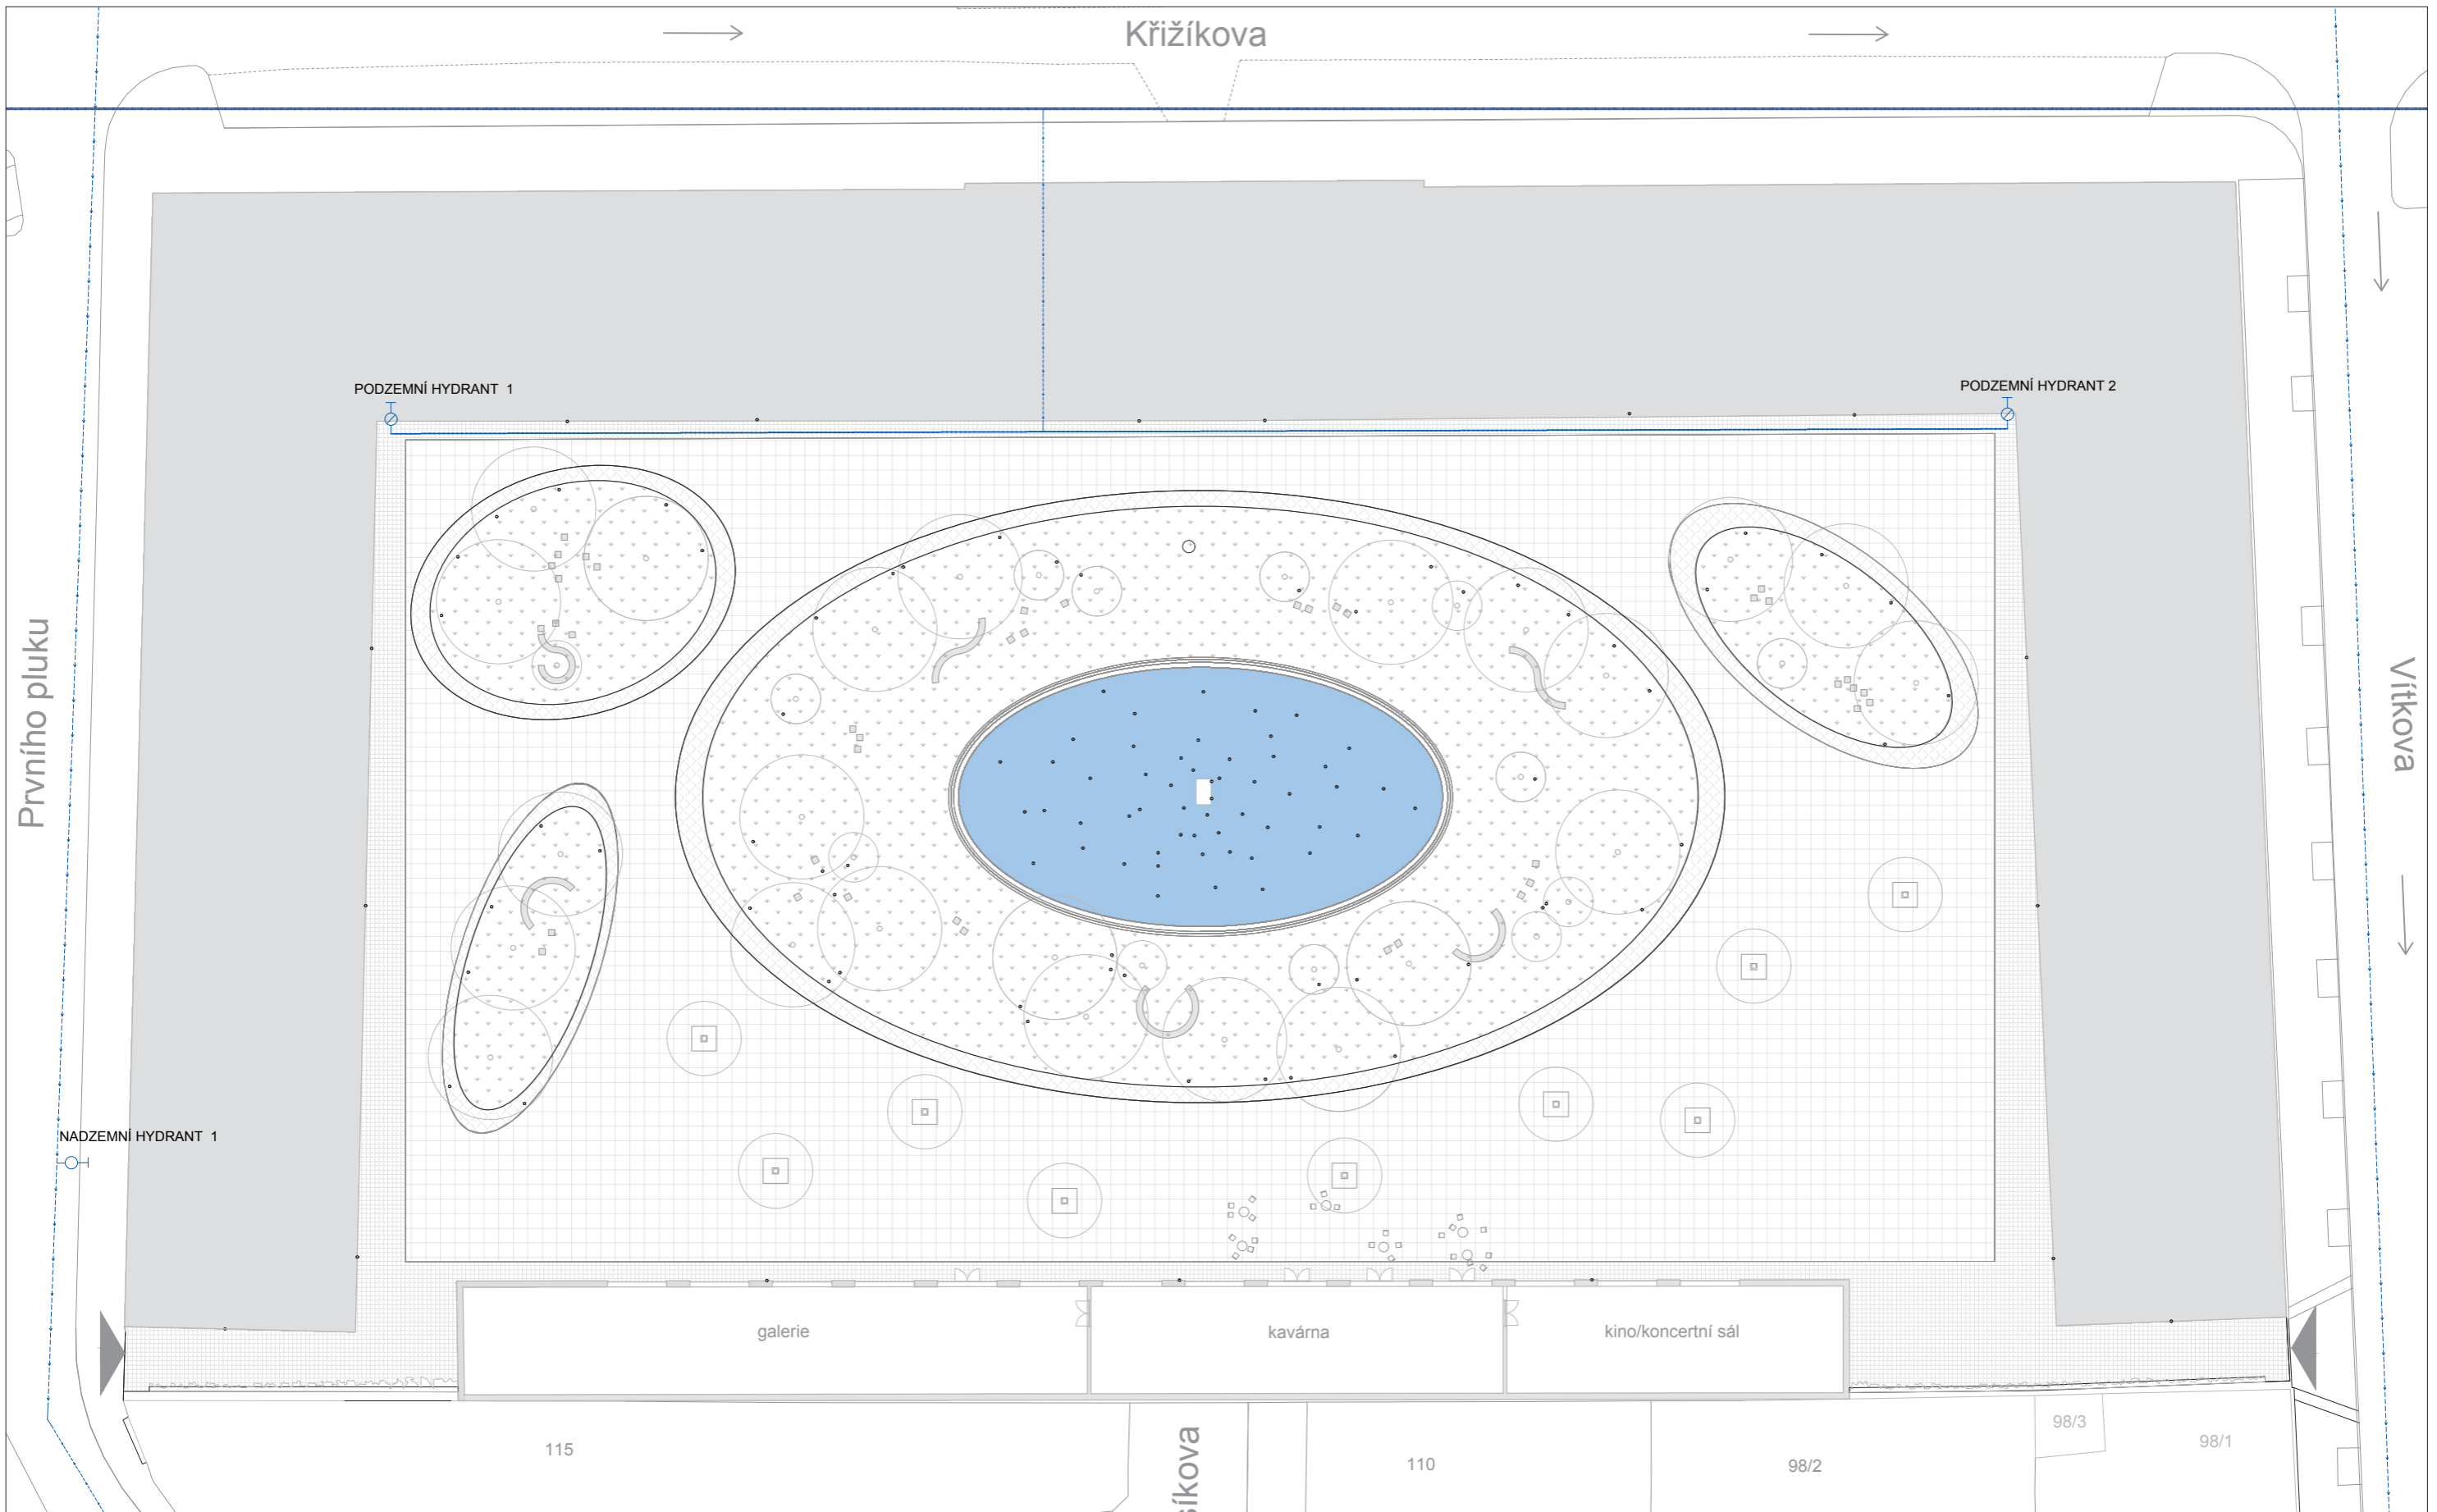 Křižíkova
PODZEMNÍ HYDRANT 1
PODZEMNÍ HYDRANT 2
Prvního pluku
Vítkova
NADZEMNÍ HYDRANT 1
galerie
kavárna
kino/koncertní sál
115
síkova
110
98/2
98/3
98/1